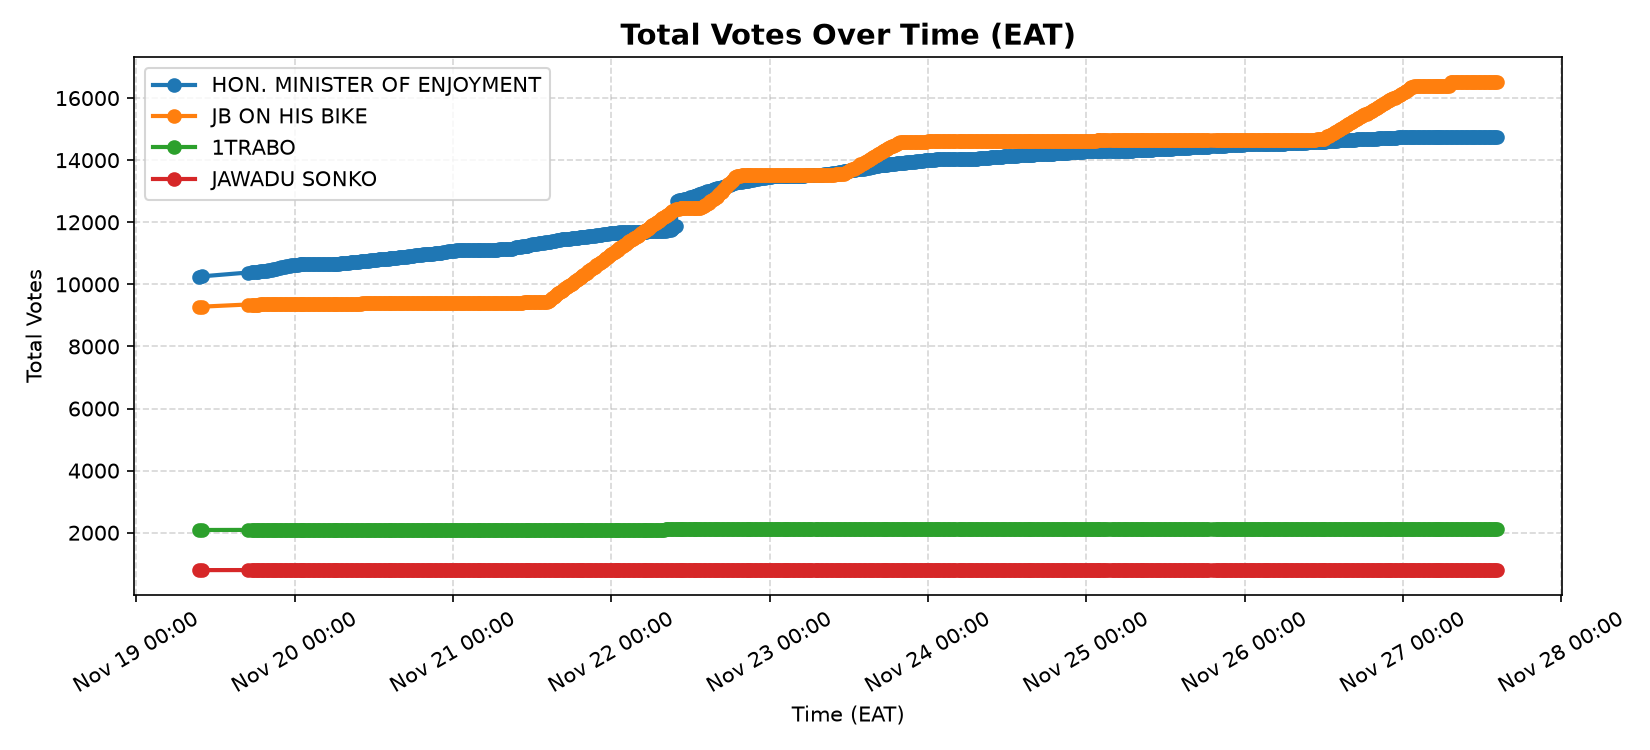 Total Votes Over Time (EAT)
HON. MINISTER OF ENJOYMENT
JB ON HIS BIKE
1TRABO
JAWADU SONKO
Total Votes
16000
14000
12000
10000
8000
6000
4000
2000
Nov 19 00:00
Nov 20 00:00
Nov 21 00:00
Nov 22 00:00
Nov 23 00:00
Nov 24 00:00
Nov 25 00:00
Nov 26 00:00
Nov 27 00:00
Nov 28 00:00
Time (EAT)